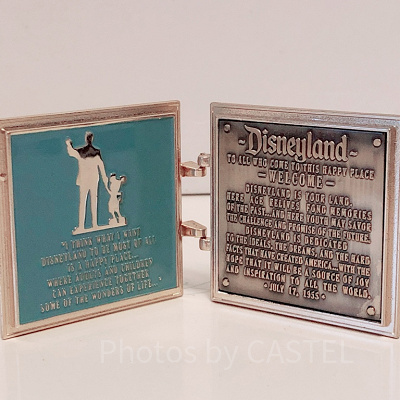 "I THINK WHAT I WANT
DISNEYLAND TO BE MOST OF ALL
IS A HAPPY PLACE...
WHERE ADULTS AND CHILDREN
CAN EXPERIENCE TOGETHER
SOME OF THE WONDERS OF LIFE..."
-Disneyland-
TO ALL WHO COME TO THIS HAPPY PLACE
- WELCOME -
DISNEYLAND IS YOUR LAND.
HERE AGE RELIVES FOND MEMORIES
OF THE PAST...AND HERE YOUTH MAY SAVOR
THE CHALLENGE AND PROMISE OF THE FUTURE.
DISNEYLAND IS DEDICATED
TO THE IDEALS, THE DREAMS, AND THE HARD
FACTS THAT HAVE CREATED AMERICA...WITH THE
HOPE THAT IT WILL BE A SOURCE OF JOY
AND INSPIRATION TO ALL THE WORLD.
· JULY 17, 1955 ·
Photos by CASTEL